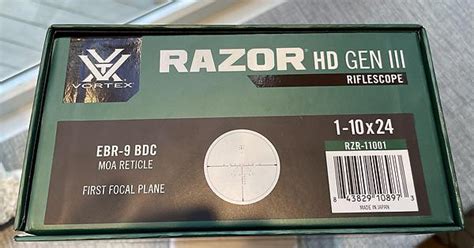 VORTEX
RAZOR HD GEN III
RIFLESCOPE
EBR-9 BDC
MOA RETICLE
FIRST FOCAL PLANE
1-10x24
RZR-11001
8 43829 10897 3
MADE IN JAPAN